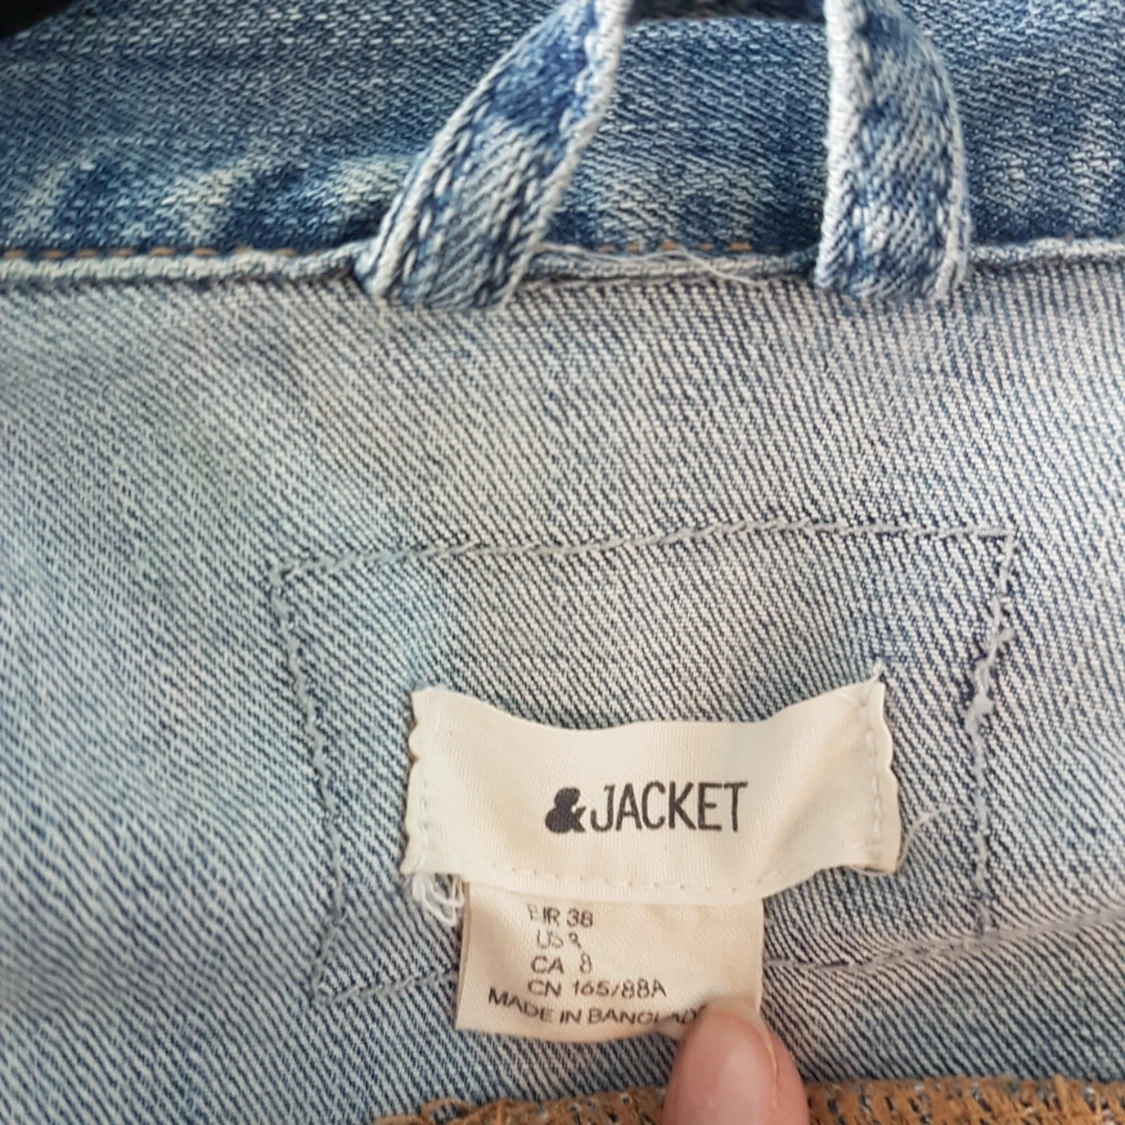 &JACKET
EUR 38
US 8
CA 8
CN 165/88A
MADE IN